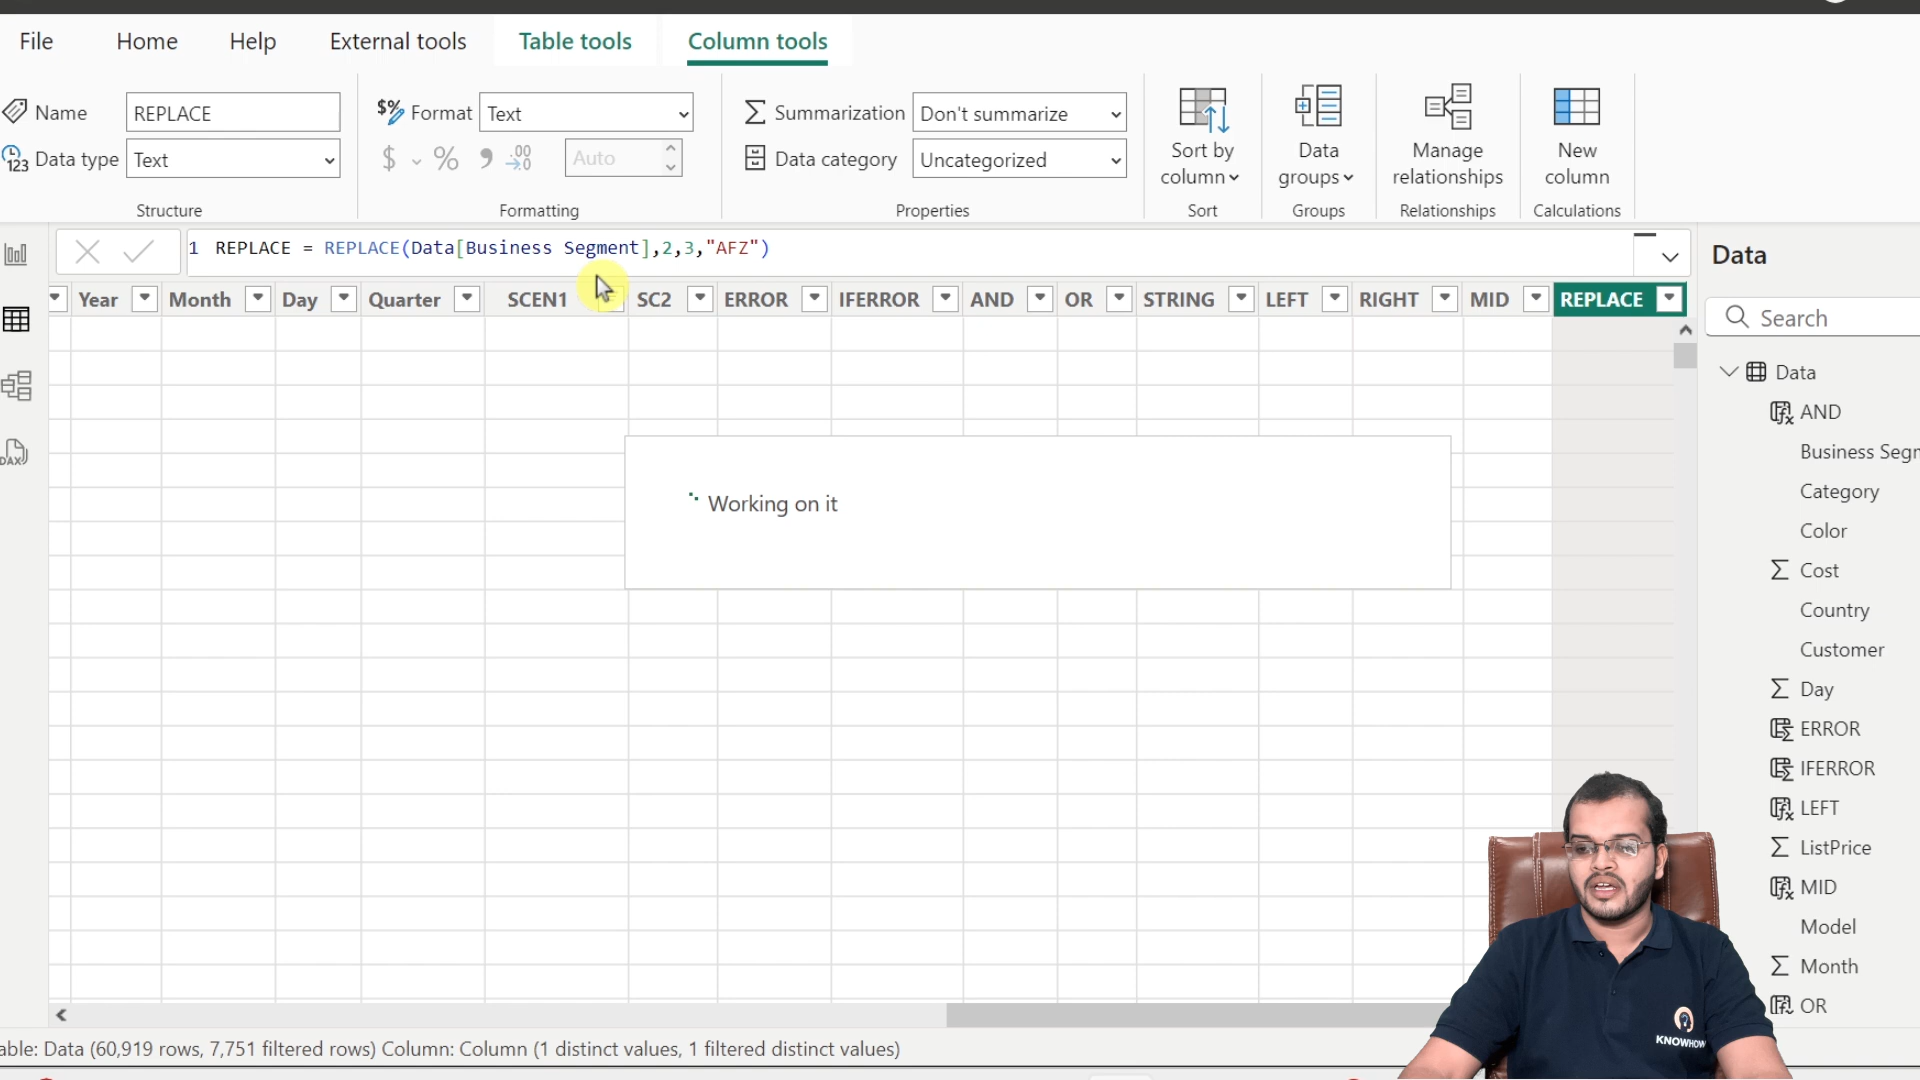 File Home Help External tools Table tools Column tools
Name REPLACE $% Format Text Summarization Don't summarize
Data type Text $ % Auto Data category Uncategorized
Sort by column
Data groups
Manage relationships
New column
Structure Formatting Properties Sort Groups Relationships Calculations
1 REPLACE = REPLACE(Data[Business Segment],2,3,"AFZ")
Year Month Day Quarter SCEN1 SC2 ERROR IFERROR AND OR STRING LEFT RIGHT MID REPLACE
Working on it
Data
Search
Data
AND
Business Segm
Category
Color
Cost
Country
Customer
Day
ERROR
IFERROR
LEFT
ListPrice
MID
Model
Month
OR
KNOWHOW
DAX
able: Data (60,919 rows, 7,751 filtered rows) Column: Column (1 distinct values, 1 filtered distinct values)